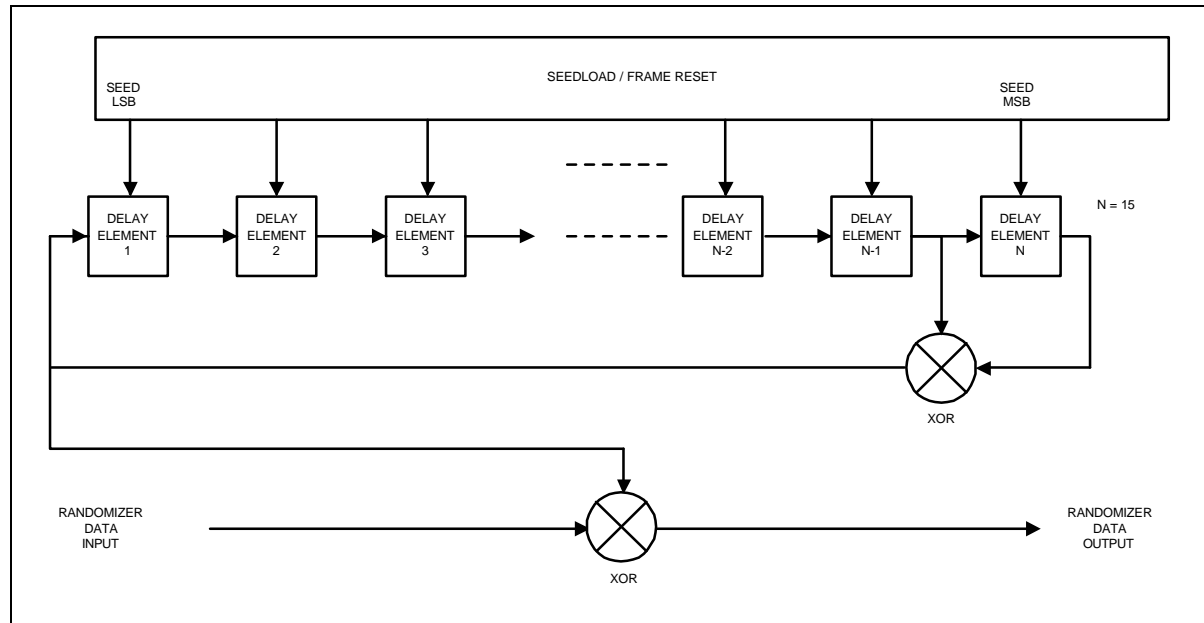 SEEDLOAD / FRAME RESET
SEED
LSB
SEED
MSB
DELAY
ELEMENT
1
DELAY
ELEMENT
2
DELAY
ELEMENT
3
DELAY
ELEMENT
N-2
DELAY
ELEMENT
N-1
DELAY
ELEMENT
N
N = 15
XOR
RANDOMIZER
DATA
INPUT
XOR
RANDOMIZER
DATA
OUTPUT